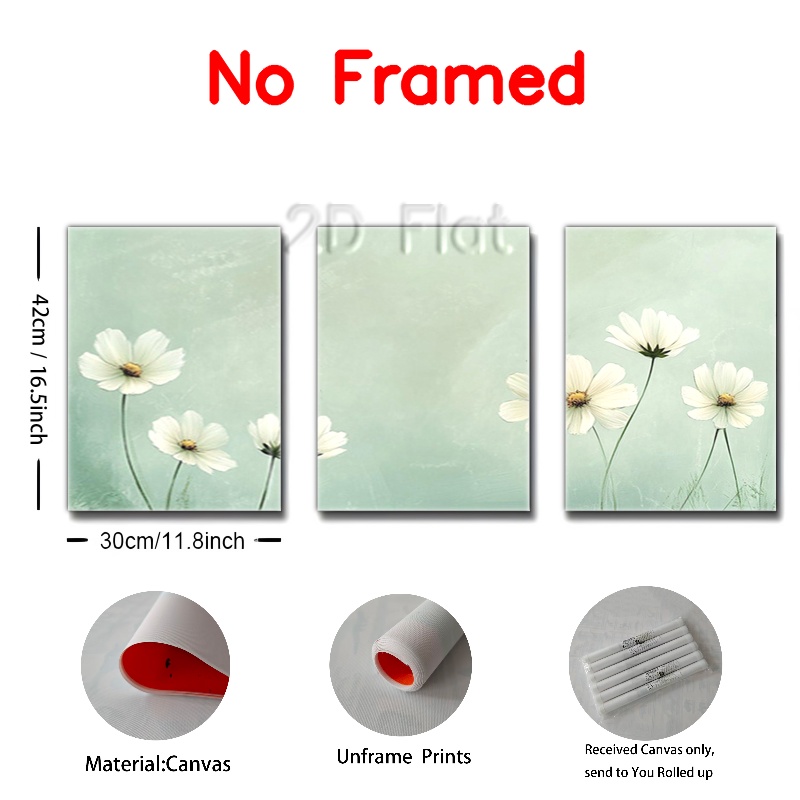 No Framed
2D Flat
42cm / 16.5inch
30cm/11.8inch
Material:Canvas
Unframe Prints
Received Canvas only,
send to You Rolled up